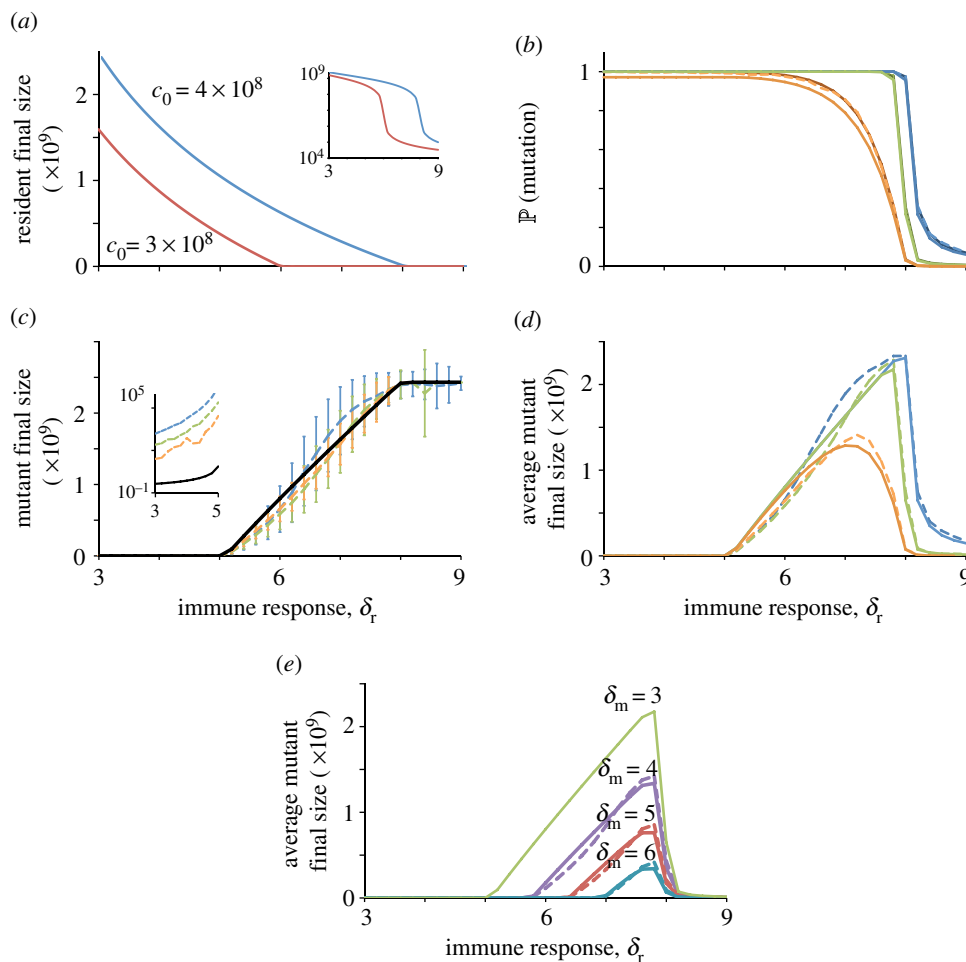 (a)
resident final size
( ×10⁹)
2
1
0
c₀ = 4 × 10⁸
c₀ = 3 × 10⁸
10⁹
10⁴
3
9
(b)
ℙ (mutation)
1
0
(c)
mutant final size
( ×10⁹)
2
1
0
10⁵
10⁻¹
3
5
3
6
9
immune response, δr
(d)
average mutant
final size ( ×10⁹)
2
1
0
3
6
9
immune response, δr
(e)
average mutant
final size ( ×10⁹)
2
1
0
δm = 3
δm = 4
δm = 5
δm = 6
3
6
9
immune response, δr